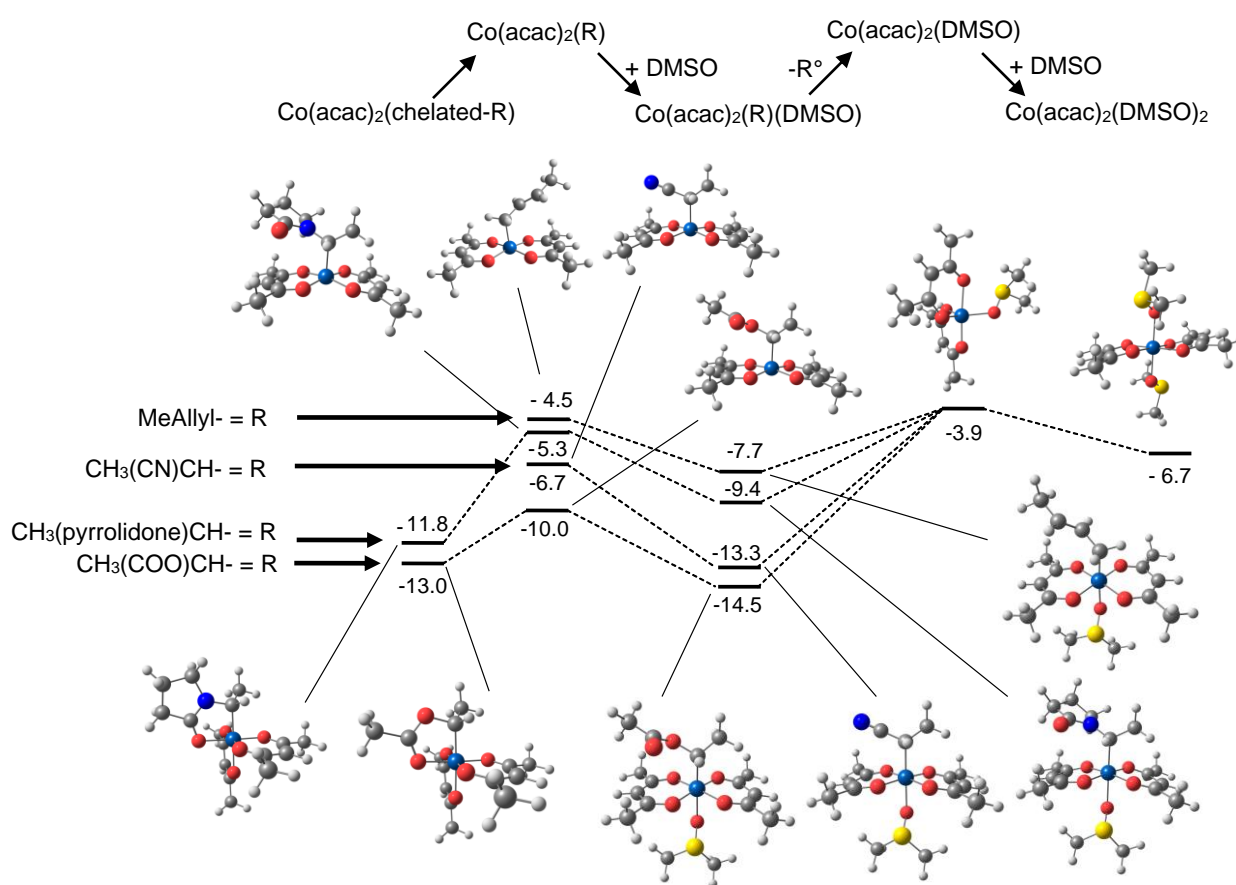 Co(acac)₂(R)
Co(acac)₂(DMSO)
+ DMSO
-R°
+ DMSO
Co(acac)₂(chelated-R)
Co(acac)₂(R)(DMSO)
Co(acac)₂(DMSO)₂
MeAllyl- = R
- 4.5
-5.3
-7.7
-3.9
CH₃(CN)CH- = R
-6.7
-9.4
- 6.7
CH₃(pyrrolidone)CH- = R
- 11.8
-10.0
-13.3
CH₃(COO)CH- = R
-13.0
-14.5